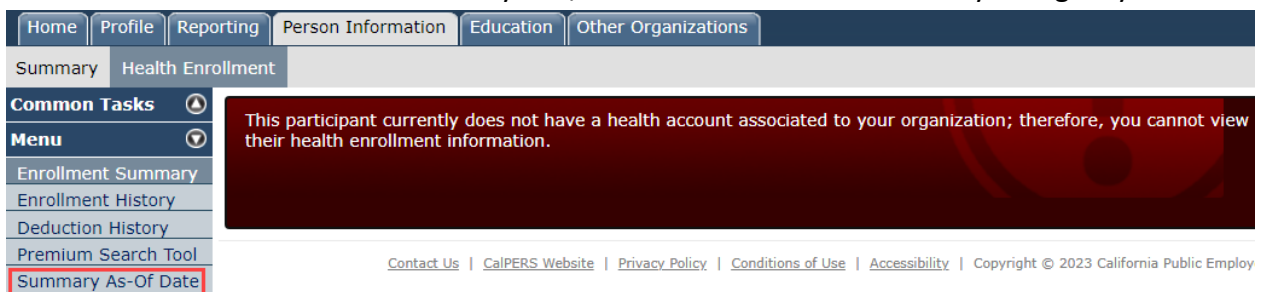 Home Profile Reporting Person Information Education Other Organizations
Summary Health Enrollment
Common Tasks
Menu
Enrollment Summary
Enrollment History
Deduction History
Premium Search Tool
Summary As-Of Date
This participant currently does not have a health account associated to your organization; therefore, you cannot view
their health enrollment information.
Contact Us | CalPERS Website | Privacy Policy | Conditions of Use | Accessibility | Copyright © 2023 California Public Employ